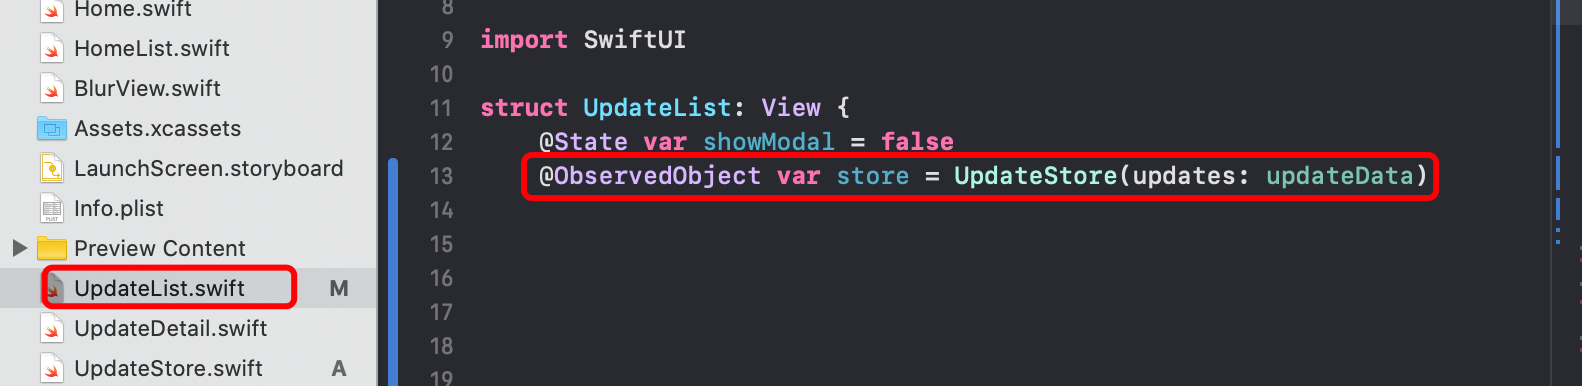 Home.swift
HomeList.swift
BlurView.swift
Assets.xcassets
LaunchScreen.storyboard
Info.plist
Preview Content
UpdateList.swift M
UpdateDetail.swift
UpdateStore.swift A
8
9 import SwiftUI
10
11 struct UpdateList: View {
12 @State var showModal = false
13 @ObservedObject var store = UpdateStore(updates: updateData)
14
15
16
17
18
19